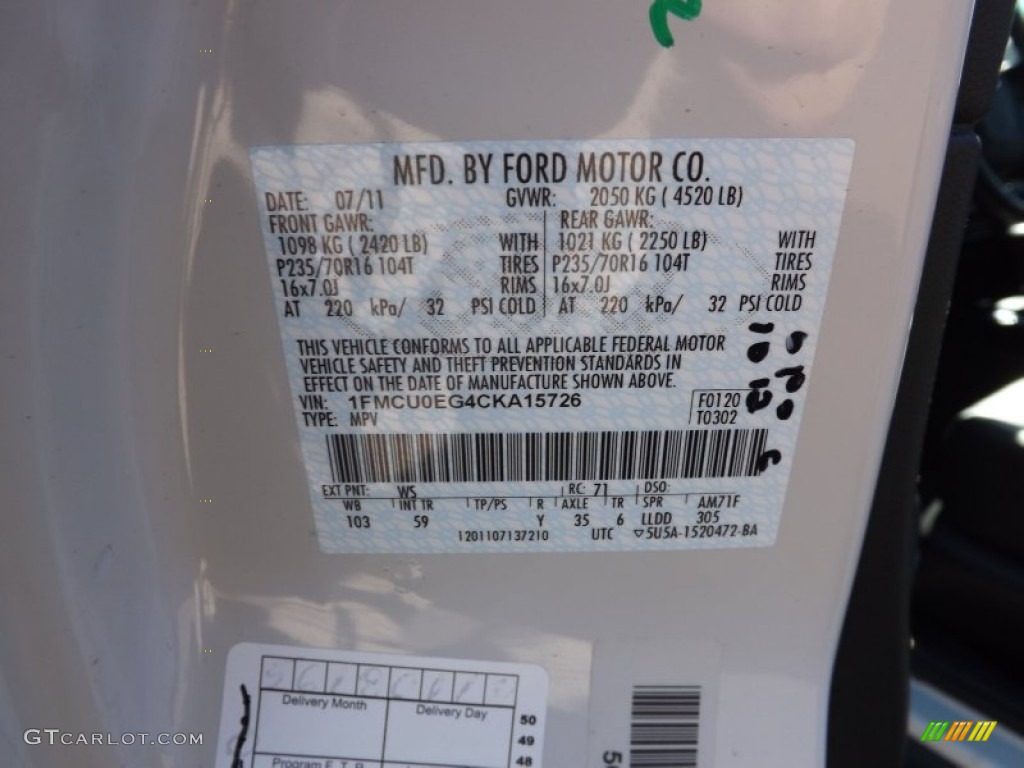 MFD. BY FORD MOTOR CO.
DATE: 07/11 GVWR: 2050 KG ( 4520 LB)
FRONT GAWR: REAR GAWR:
1098 KG ( 2420 LB) WITH 1021 KG ( 2250 LB) WITH
P235/70R16 104T TIRES P235/70R16 104T TIRES
16x7.0J RIMS 16x7.0J RIMS
AT 220 kPa/ 32 PSI COLD AT 220 kPa/ 32 PSI COLD
THIS VEHICLE CONFORMS TO ALL APPLICABLE FEDERAL MOTOR
VEHICLE SAFETY AND THEFT PREVENTION STANDARDS IN
EFFECT ON THE DATE OF MANUFACTURE SHOWN ABOVE.
VIN: 1FMCU0EG4CKA15726 F0120
TYPE: MPV T0302
EXT PNT: WS RC: 71 DSO:
WB INT TR TP/PS R AXLE TR SPR AM71F
103 59 Y 35 6 LLDD 305
1201107137210 UTC ▽5U5A-1520472-BA
Delivery Month Delivery Day
50
49
48
Program F. T. P.
GTCARLOT.COM